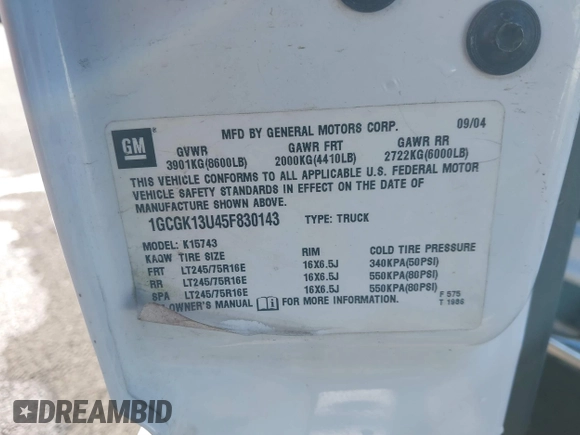 GM
MFD BY GENERAL MOTORS CORP. 09/04
GVWR GAWR FRT GAWR RR
3901KG(8600LB) 2000KG(4410LB) 2722KG(6000LB)
THIS VEHICLE CONFORMS TO ALL APPLICABLE U.S. FEDERAL MOTOR
VEHICLE SAFETY STANDARDS IN EFFECT ON THE DATE OF
MANUFACTURE SHOWN ABOVE.
1GCGK13U45F830143 TYPE: TRUCK
MODEL: K15743
KAQW TIRE SIZE RIM COLD TIRE PRESSURE
FRT LT245/75R16E 16X6.5J 340KPA(50PSI)
RR LT245/75R16E 16X6.5J 550KPA(80PSI)
SPA LT245/75R16E 16X6.5J 550KPA(80PSI)
OWNER'S MANUAL FOR MORE INFORMATION. F 575
T 1986
DREAMBID